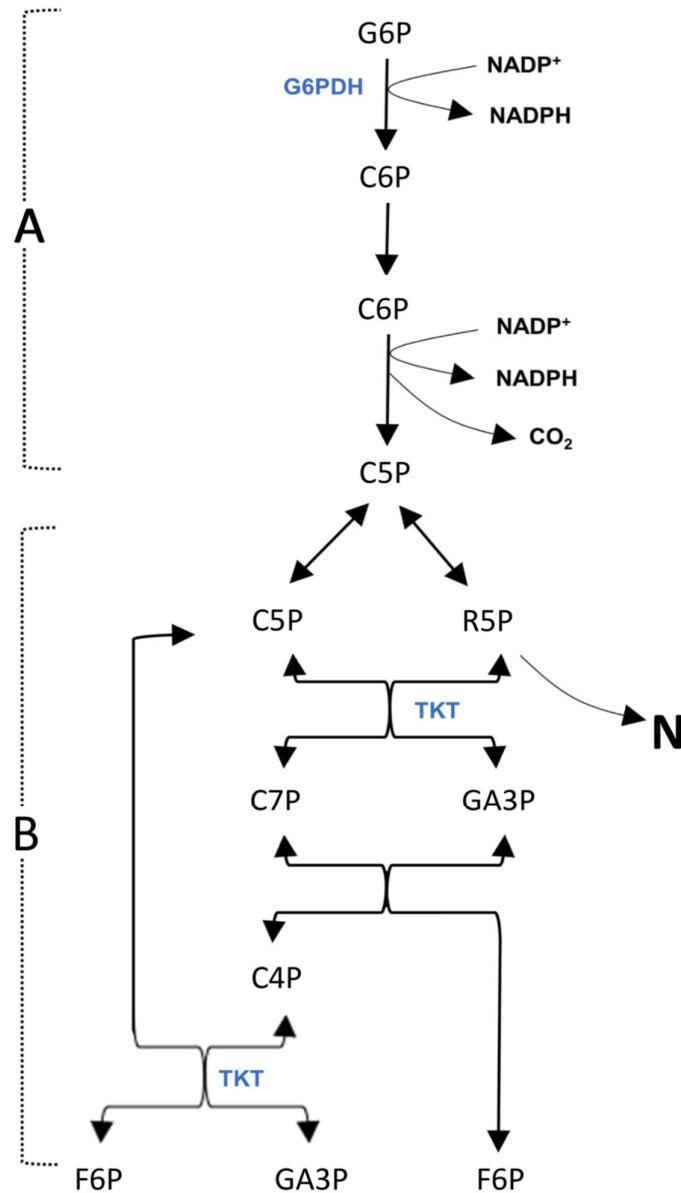 G6P
G6PDH
NADP⁺
NADPH
C6P
A
C6P
NADP⁺
NADPH
CO₂
C5P
C5P
R5P
TKT
N
C7P
GA3P
B
C4P
TKT
F6P
GA3P
F6P